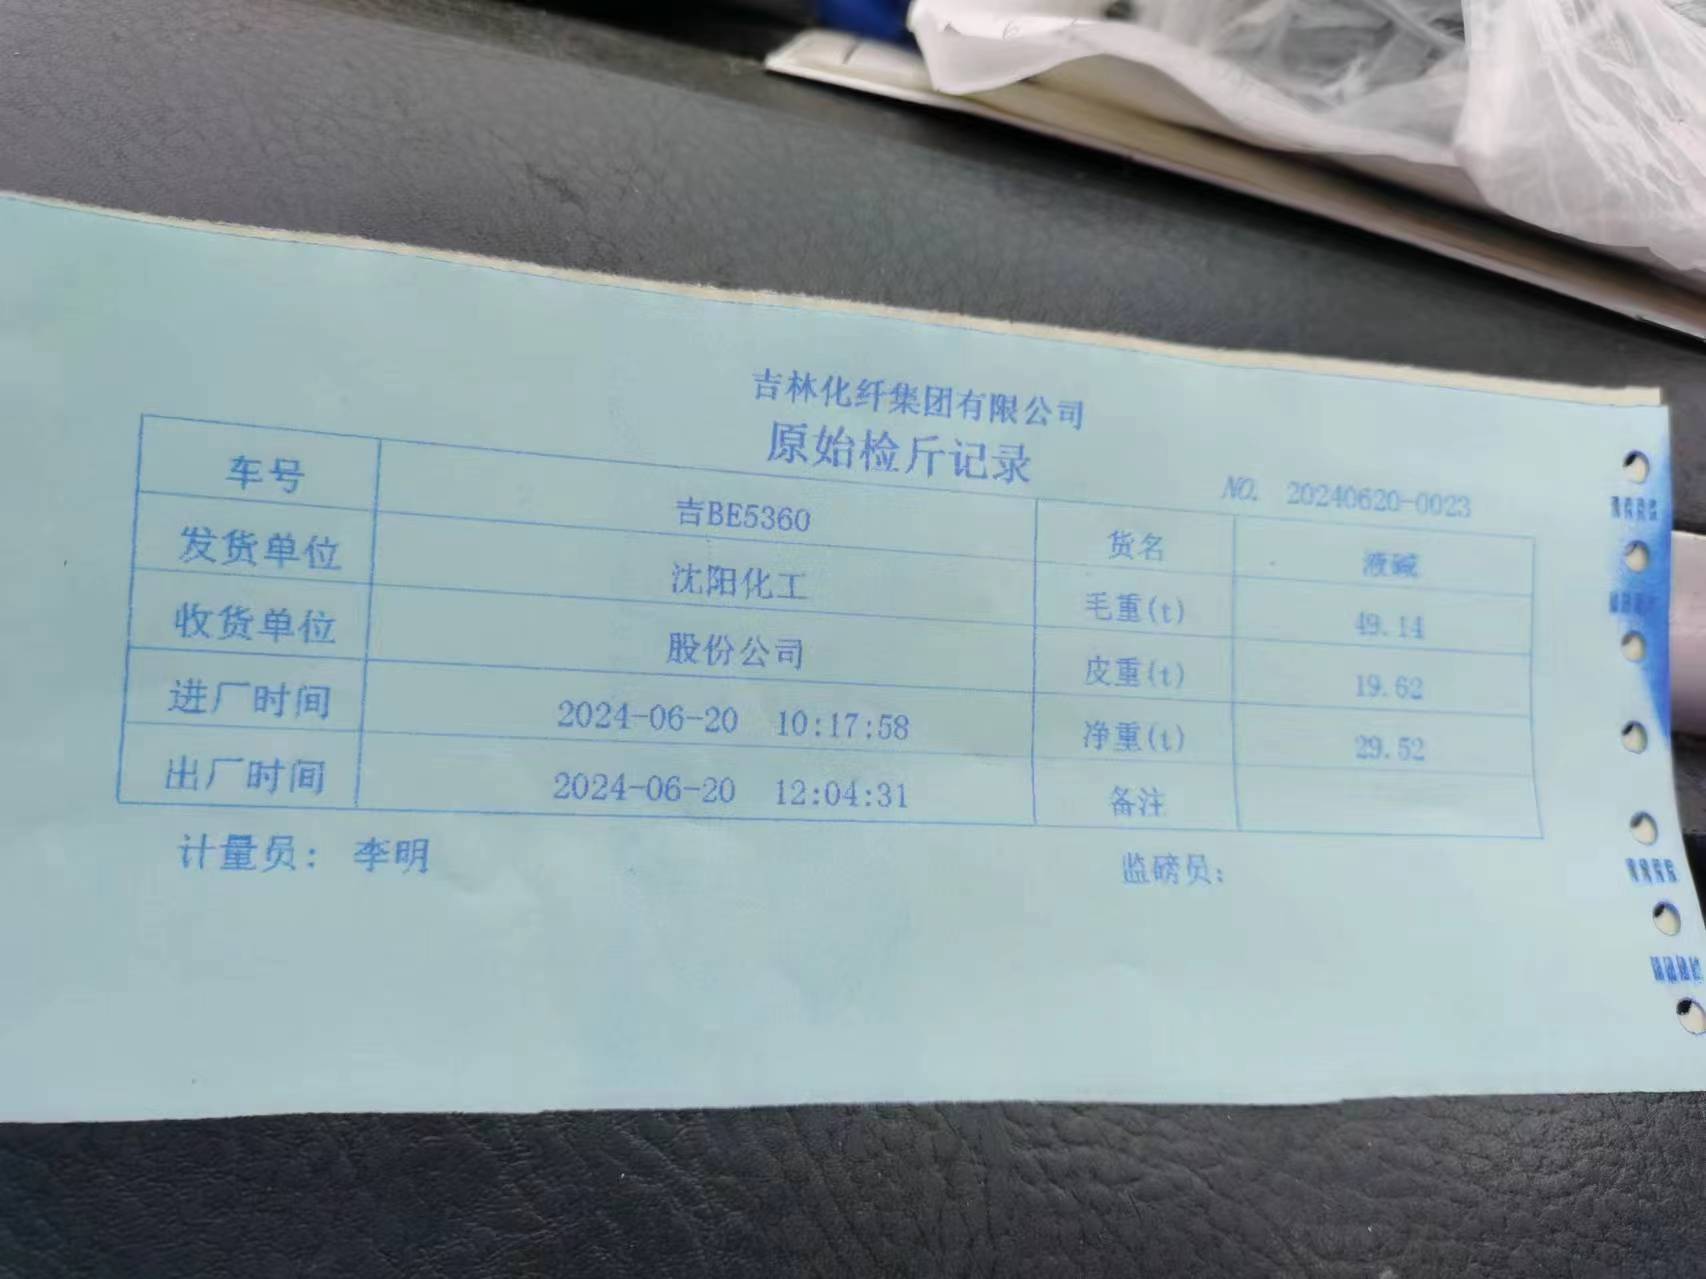 吉林化纤集团有限公司
原始检斤记录
NO. 20240620-0023
车号 吉BE5360 货名 液碱
发货单位 沈阳化工 毛重(t) 49.14
收货单位 股份公司 皮重(t) 19.62
进厂时间 2024-06-20 10:17:58 净重(t) 29.52
出厂时间 2024-06-20 12:04:31 备注
计量员: 李明 监磅员: